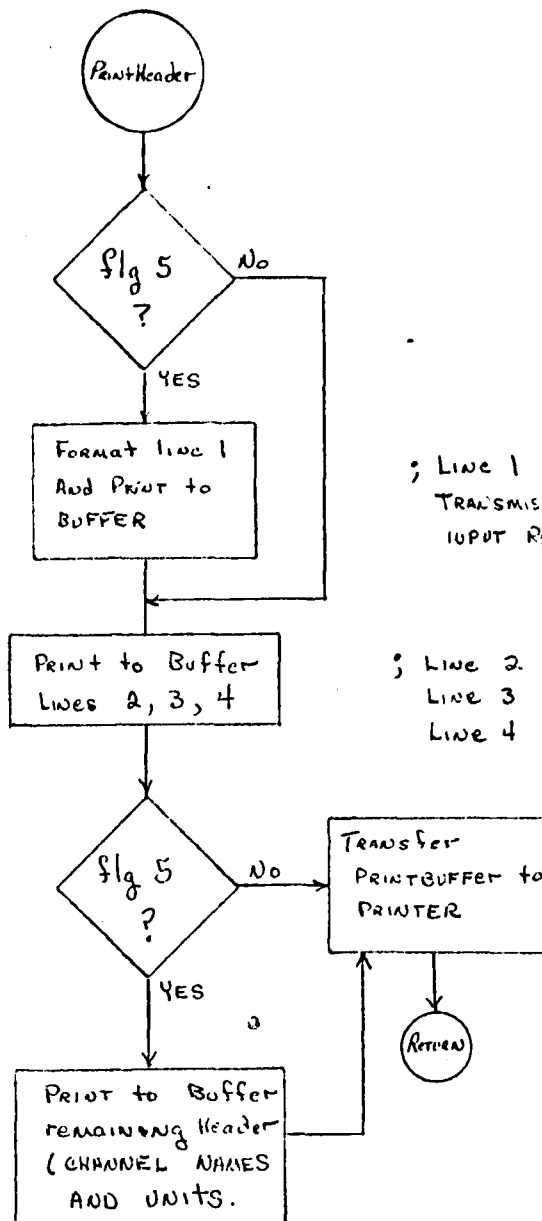 PrintHeader
flg 5
?
No
YES
Format line 1
And Print to
Buffer
; Line 1
Print to Buffer
Lines 2, 3, 4
; Line 2
Line 3
Line 4
flg 5
?
No
YES
Transfer
PrintBuffer to
Printer
Return
Print to Buffer
remaining Header
(Channel Names
And Units.